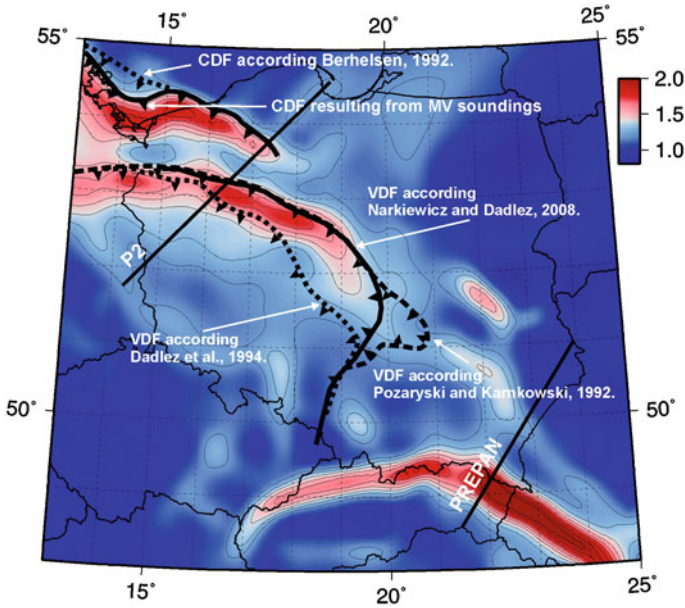 15°
20°
25°
55°
55°
CDF according Berhelsen, 1992.
CDF resulting from MV soundings
2.0
1.5
1.0
VDF according
Narkiewicz and Dadlez, 2008.
P2
VDF according
Dadlez et al., 1994.
VDF according
Pozaryski and Karnkowski, 1992.
50°
50°
PREPAN
15°
20°
25°